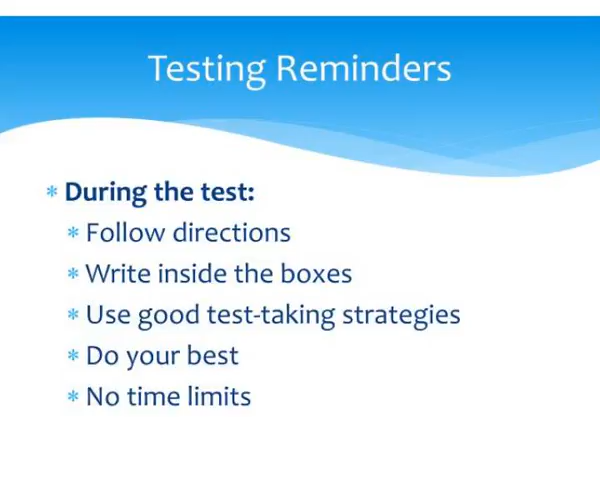 Testing Reminders
* During the test:
* Follow directions
* Write inside the boxes
* Use good test-taking strategies
* Do your best
* No time limits